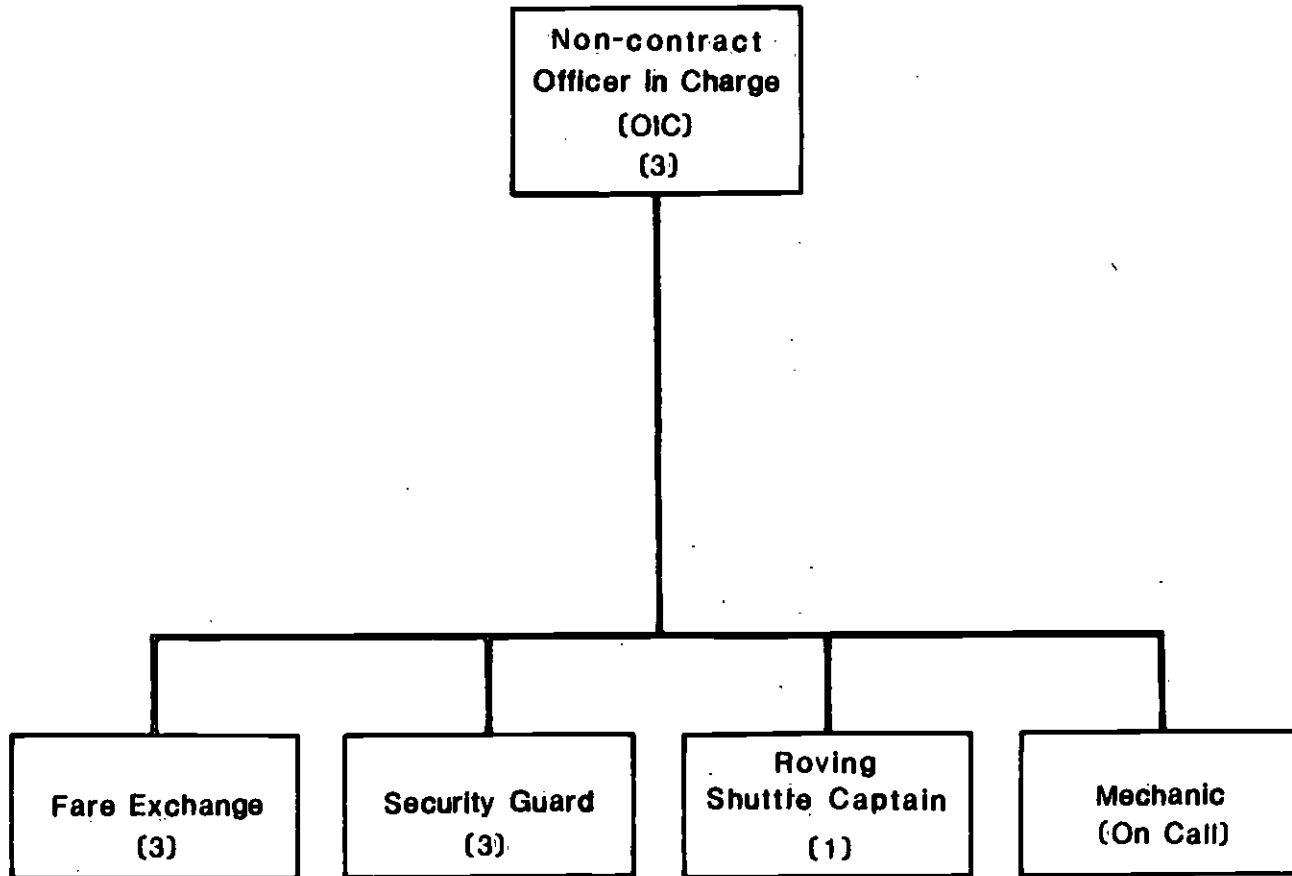 Non-contract
Officer in Charge
(OIC)
(3)
Fare Exchange
(3)
Security Guard
(3)
Roving
Shuttle Captain
(1)
Mechanic
(On Call)